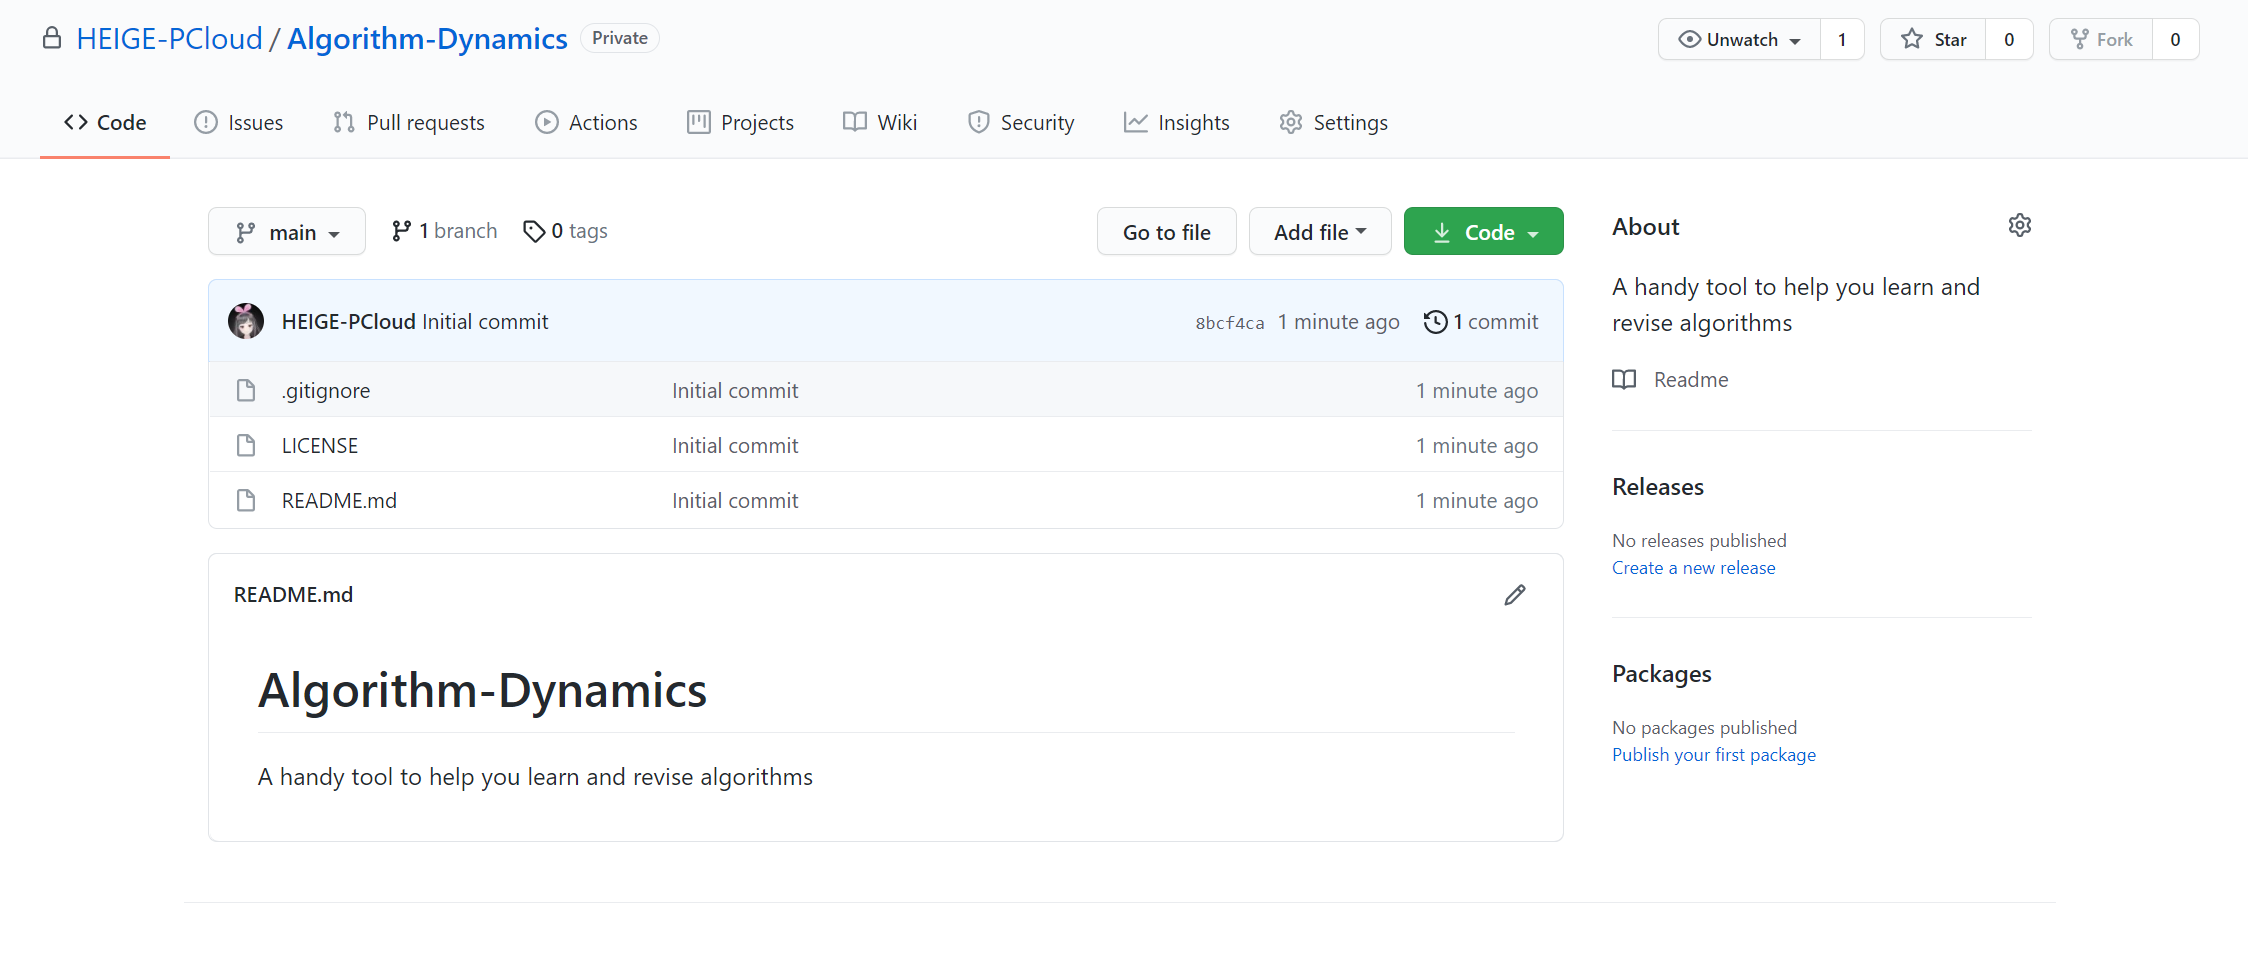 HEIGE-PCloud / Algorithm-Dynamics Private
Unwatch 1 Star 0 Fork 0
Code Issues Pull requests Actions Projects Wiki Security Insights Settings
main 1 branch 0 tags Go to file Add file Code
HEIGE-PCloud Initial commit 8bcf4ca 1 minute ago 1 commit
.gitignore Initial commit 1 minute ago
LICENSE Initial commit 1 minute ago
README.md Initial commit 1 minute ago
README.md
Algorithm-Dynamics
A handy tool to help you learn and revise algorithms
About
A handy tool to help you learn and
revise algorithms
Readme
Releases
No releases published
Create a new release
Packages
No packages published
Publish your first package